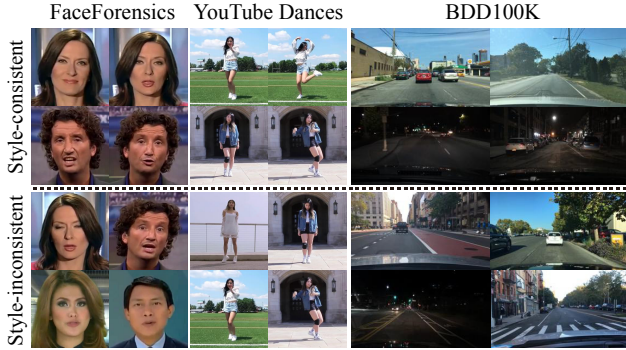 FaceForensics YouTube Dances BDD100K
Style-consistent
Style-inconsistent